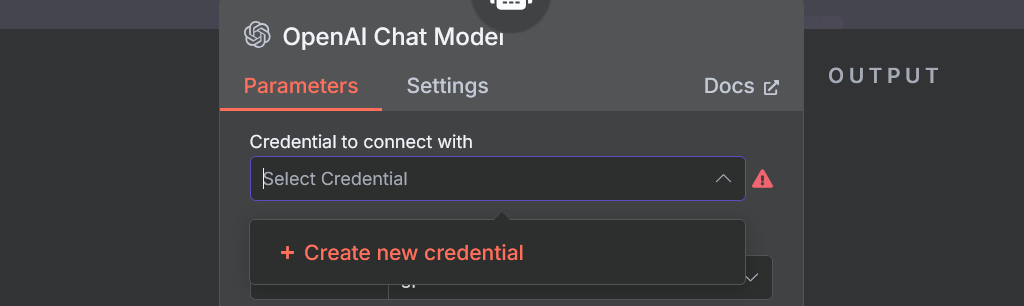 OpenAI Chat Model
OUTPUT
Parameters
Settings
Docs
Credential to connect with
Select Credential
+ Create new credential